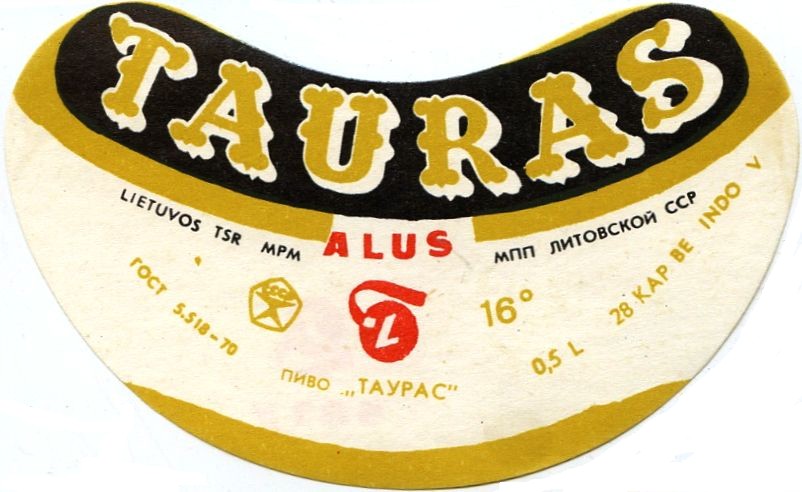 TAURAS
LIETUVOS TSR MPM
ALUS
МПП ЛИТОВСКОЙ ССР
ГОСТ 5.518-70
16°
0,5 L
28 KAP BE INDO V
ПИВО „ТАУРАС"